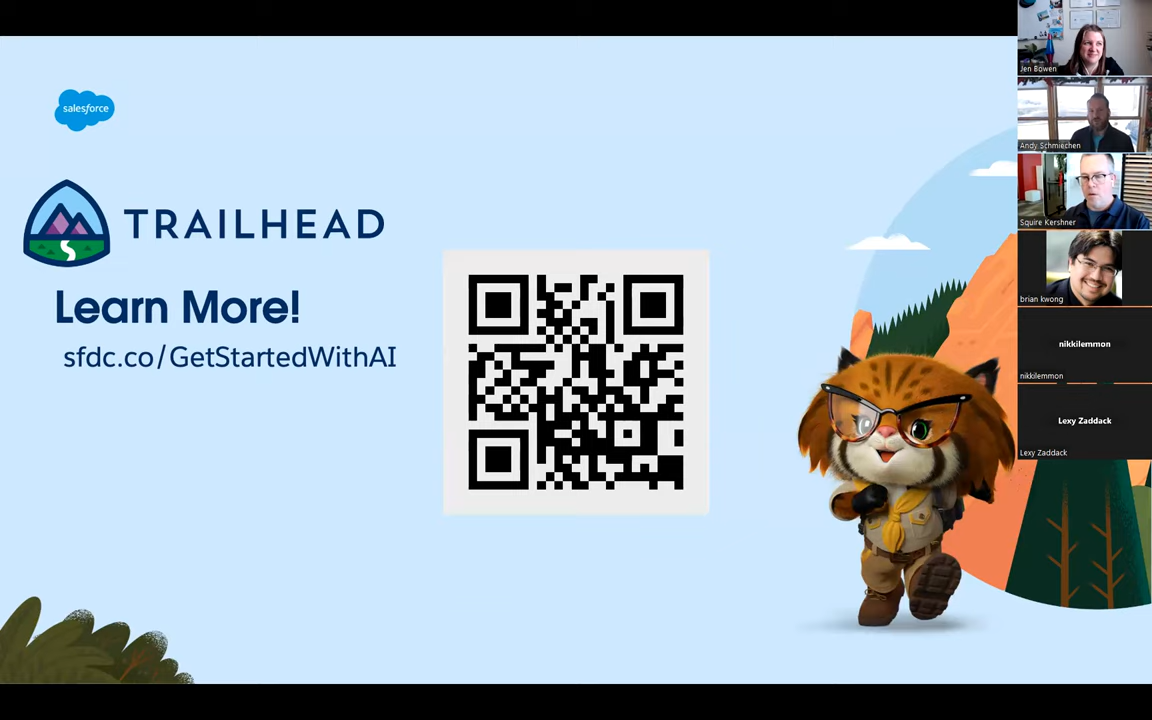 salesforce
TRAILHEAD
Learn More!
sfdc.co/GetStartedWithAI
Jen Bowen
Andy Schmiechen
Squire Kershner
brian kwong
nikkilemmon
nikkilemmon
Lexy Zaddack
Lexy Zaddack